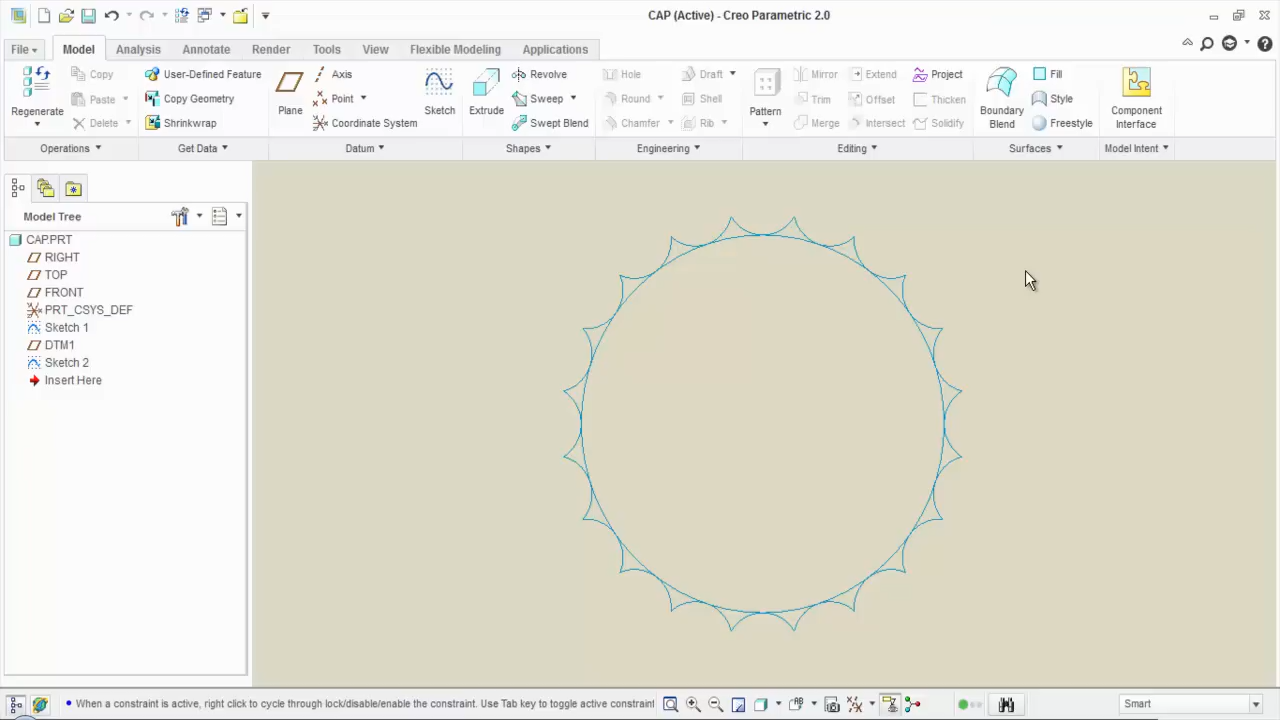 CAP (Active) - Creo Parametric 2.0
File Model Analysis Annotate Render Tools View Flexible Modeling Applications
Copy User-Defined Feature Axis Revolve Hole Draft Mirror Extend Project Fill
Paste Copy Geometry Point Sweep Round Shell Trim Offset Thicken Style
Regenerate Plane Sketch Extrude Pattern Boundary Blend Component Interface
Delete Shrinkwrap Coordinate System Swept Blend Chamfer Rib Merge Intersect Solidify Freestyle
Operations Get Data Datum Shapes Engineering Editing Surfaces Model Intent
Model Tree
CAP.PRT
RIGHT
TOP
FRONT
PRT_CSYS_DEF
Sketch 1
DTM1
Sketch 2
Insert Here
When a constraint is active, right click to cycle through lock/disable/enable the constraint. Use Tab key to toggle active constraint
Smart